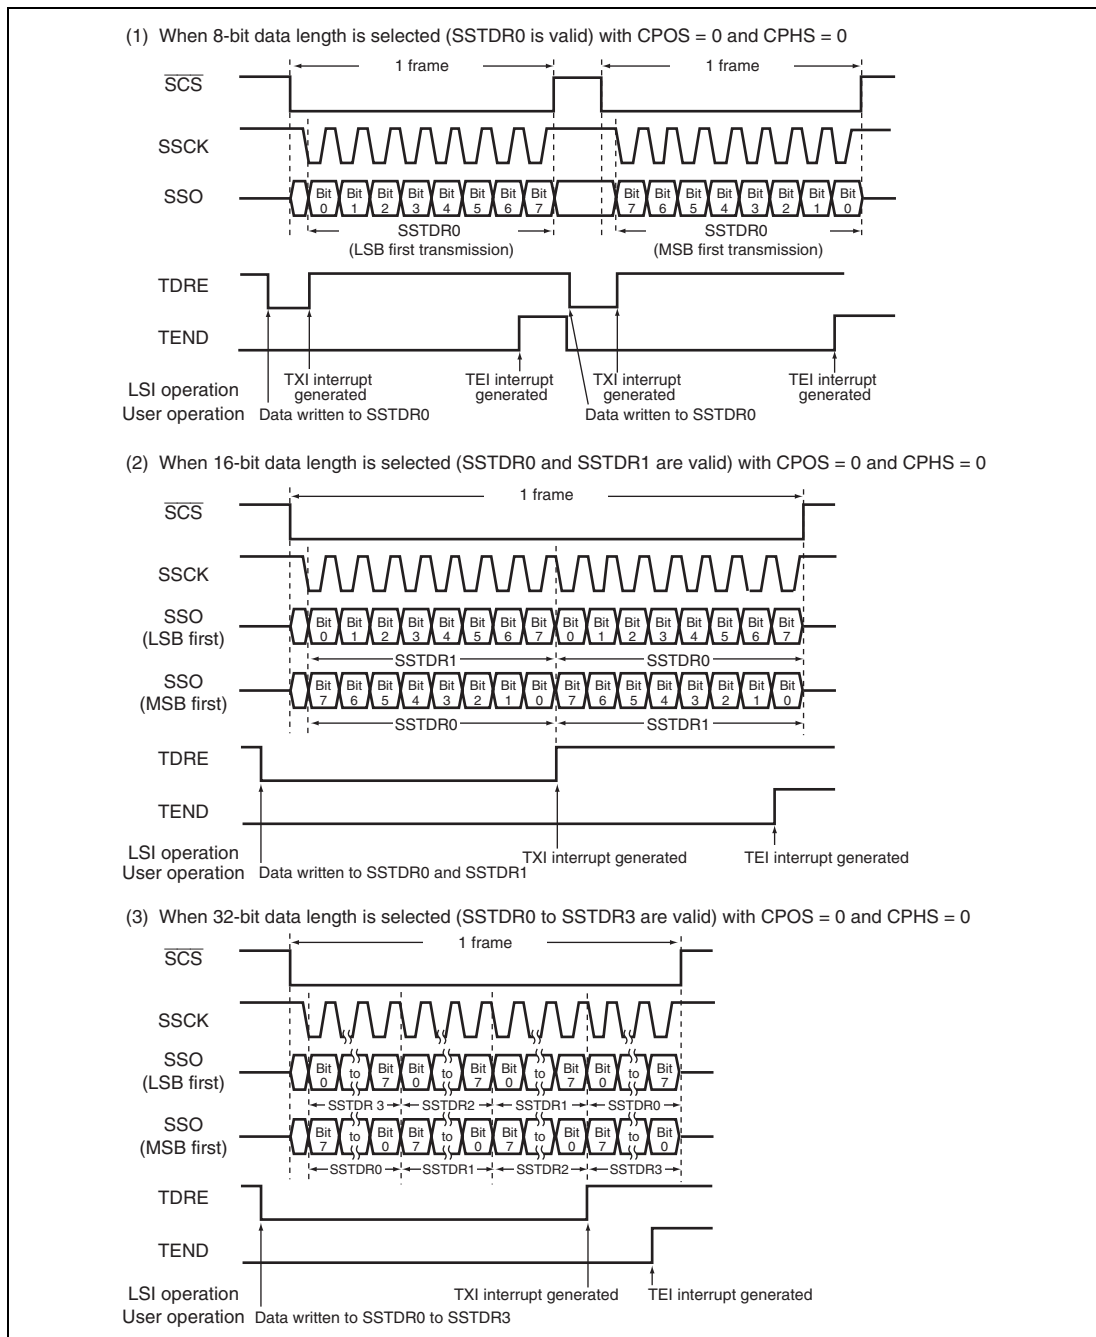 (1) When 8-bit data length is selected (SSTDR0 is valid) with CPOS = 0 and CPHS = 0
1 frame 1 frame
SCS
SSCK
SSO Bit 0 Bit 1 Bit 2 Bit 3 Bit 4 Bit 5 Bit 6 Bit 7 Bit 7 Bit 6 Bit 5 Bit 4 Bit 3 Bit 2 Bit 1 Bit 0
SSTDR0 SSTDR0
(LSB first transmission) (MSB first transmission)
TDRE
TEND
LSI operation TXI interrupt generated TEI interrupt generated TXI interrupt generated TEI interrupt generated
User operation Data written to SSTDR0 Data written to SSTDR0
(2) When 16-bit data length is selected (SSTDR0 and SSTDR1 are valid) with CPOS = 0 and CPHS = 0
1 frame
SCS
SSCK
SSO (LSB first) Bit 0 Bit 1 Bit 2 Bit 3 Bit 4 Bit 5 Bit 6 Bit 7 Bit 0 Bit 1 Bit 2 Bit 3 Bit 4 Bit 5 Bit 6 Bit 7
SSTDR1 SSTDR0
SSO (MSB first) Bit 7 Bit 6 Bit 5 Bit 4 Bit 3 Bit 2 Bit 1 Bit 0 Bit 7 Bit 6 Bit 5 Bit 4 Bit 3 Bit 2 Bit 1 Bit 0
SSTDR0 SSTDR1
TDRE
TEND
LSI operation TXI interrupt generated TEI interrupt generated
User operation Data written to SSTDR0 and SSTDR1
(3) When 32-bit data length is selected (SSTDR0 to SSTDR3 are valid) with CPOS = 0 and CPHS = 0
1 frame
SCS
SSCK
SSO (LSB first) Bit 0 to Bit 7 Bit 0 to Bit 7 Bit 0 to Bit 7 Bit 0 to Bit 7
SSTDR 3 SSTDR2 SSTDR1 SSTDR0
SSO (MSB first) Bit 7 to Bit 0 Bit 7 to Bit 0 Bit 7 to Bit 0 Bit 7 to Bit 0
SSTDR0 SSTDR1 SSTDR2 SSTDR3
TDRE
TEND
LSI operation TXI interrupt generated TEI interrupt generated
User operation Data written to SSTDR0 to SSTDR3